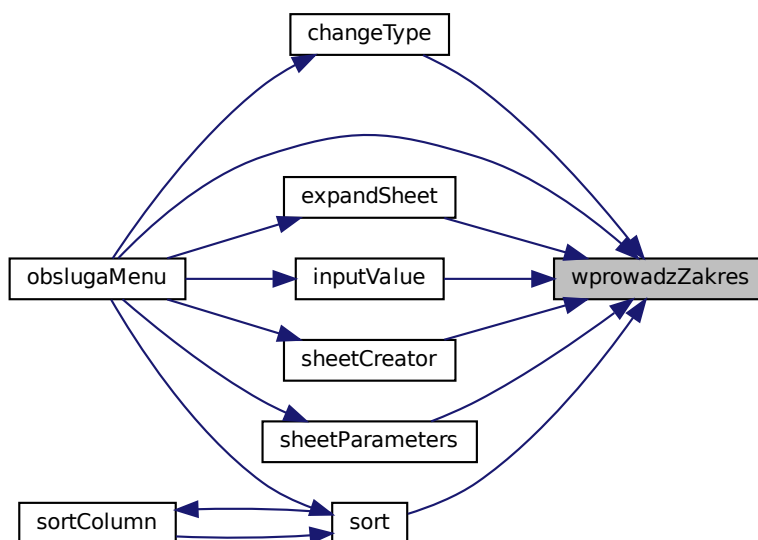 changeType
expandSheet
obslugaMenu
inputValue
wprowadzZakres
sheetCreator
sheetParameters
sortColumn
sort